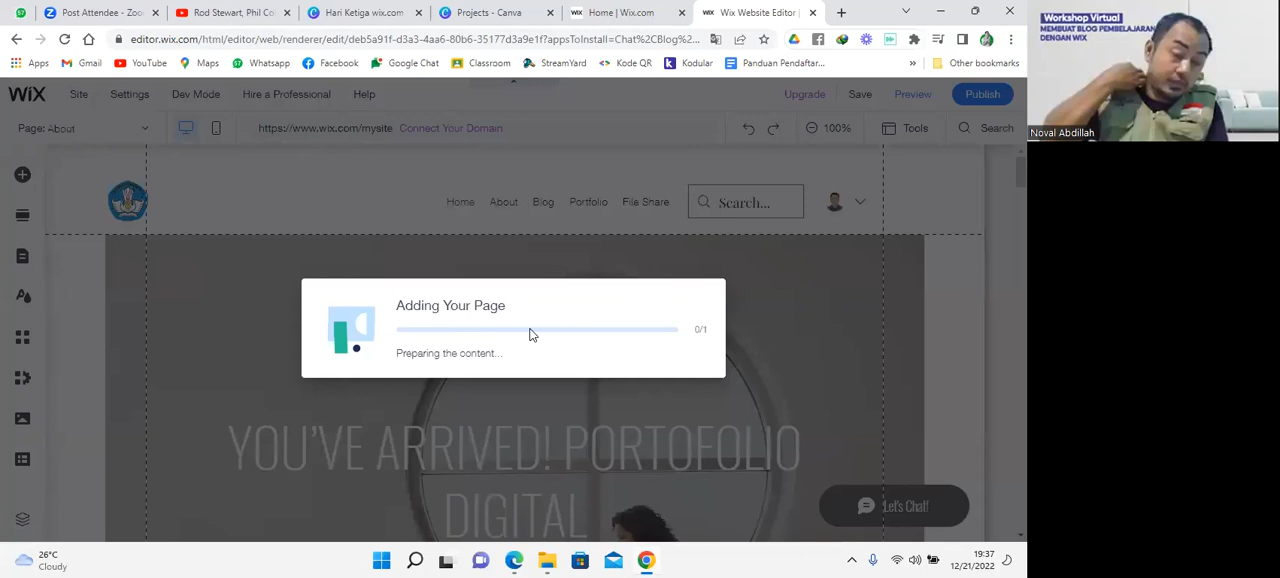 Post Attendee - Zoo
Rod Stewart, Phil Co
Hari Ketiga wix.com
Projects - Canva
Home | Wix.com
Wix Website Editor |
editor.wix.com/html/editor/web/renderer/edit
a6a6-80b6-35177d3a9e1f?appsToInstall=Chat%2CBlog%2...
Apps
Gmail
YouTube
Maps
Whatsapp
Facebook
Google Chat
Classroom
StreamYard
Kode QR
Kodular
Panduan Pendaftar...
»
Other bookmarks
WiX
Site
Settings
Dev Mode
Hire a Professional
Help
Upgrade
Save
Preview
Publish
Page: About
https://www.wix.com/mysite
Connect Your Domain
100%
Tools
Search
Home
About
Blog
Portfolio
File Share
Search...
Adding Your Page
0/1
Preparing the content...
YOU'VE ARRIVED! PORTOFOLIO
DIGITAL
Let's Chat!
26°C
Cloudy
19:37
12/21/2022
Workshop Virtual
MEMBUAT BLOG PEMBELAJARAN
DENGAN WIX
Noval Abdillah